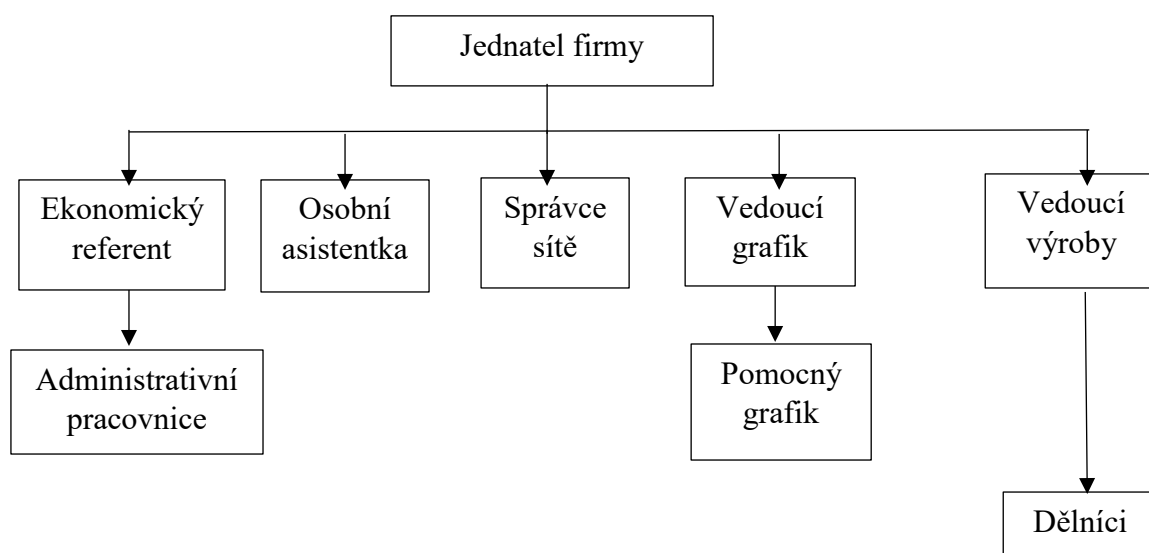 Jednatel firmy
Ekonomický
referent
Osobní
asistentka
Správce
sítě
Vedoucí
grafik
Vedoucí
výroby
Administrativní
pracovnice
Pomocný
grafik
Dělníci